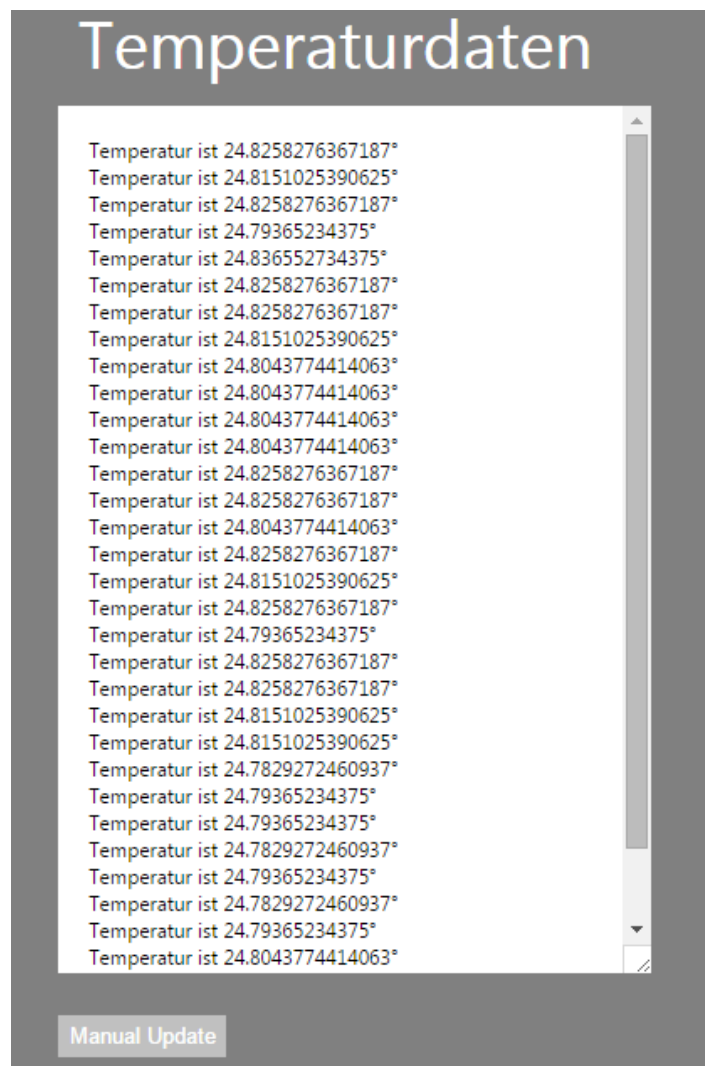 Temperaturdaten
Temperatur ist 24.8258276367187°
Temperatur ist 24.8151025390625°
Temperatur ist 24.8258276367187°
Temperatur ist 24.79365234375°
Temperatur ist 24.836552734375°
Temperatur ist 24.8258276367187°
Temperatur ist 24.8258276367187°
Temperatur ist 24.8151025390625°
Temperatur ist 24.8043774414063°
Temperatur ist 24.8043774414063°
Temperatur ist 24.8043774414063°
Temperatur ist 24.8043774414063°
Temperatur ist 24.8258276367187°
Temperatur ist 24.8258276367187°
Temperatur ist 24.8043774414063°
Temperatur ist 24.8258276367187°
Temperatur ist 24.8151025390625°
Temperatur ist 24.8258276367187°
Temperatur ist 24.79365234375°
Temperatur ist 24.8258276367187°
Temperatur ist 24.8258276367187°
Temperatur ist 24.8151025390625°
Temperatur ist 24.8151025390625°
Temperatur ist 24.7829272460937°
Temperatur ist 24.79365234375°
Temperatur ist 24.79365234375°
Temperatur ist 24.7829272460937°
Temperatur ist 24.79365234375°
Temperatur ist 24.7829272460937°
Temperatur ist 24.79365234375°
Temperatur ist 24.8043774414063°
Manual Update